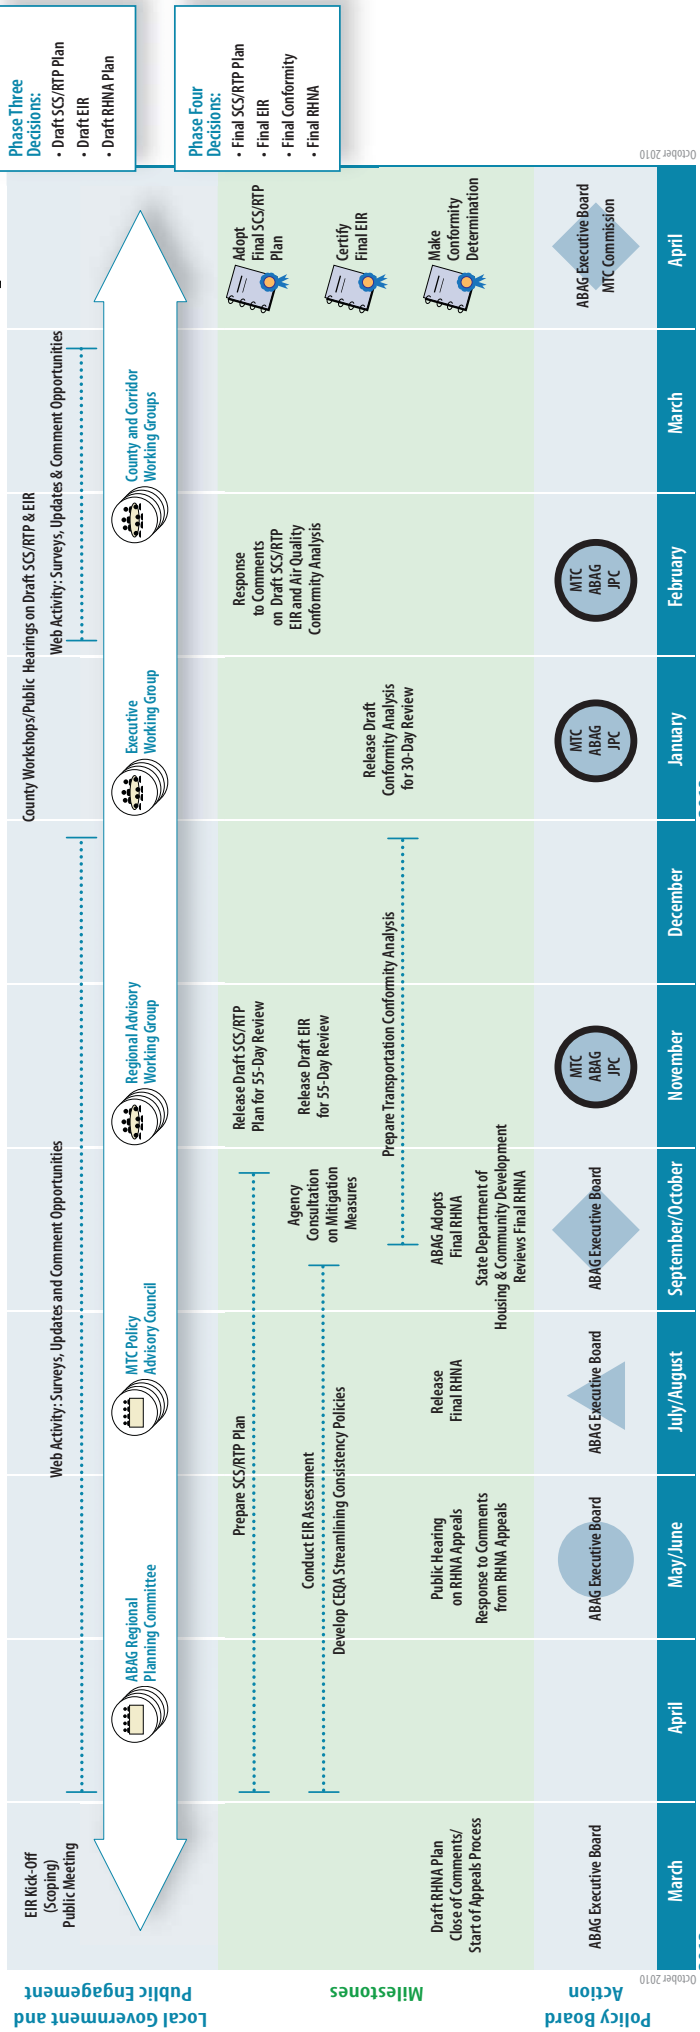 Phase Three
Decisions:
• Draft SCS/RTP Plan
• Draft EIR
• Draft RHNA Plan
Phase Four
Decisions:
• Final SCS/RTP Plan
• Final EIR
• Final Conformity
• Final RHNA
Local Government and
Public Engagement
EIR Kick-Off
(Scoping)
Public Meeting
Web Activity: Surveys, Updates and Comment Opportunities
County Workshops/Public Hearings on Draft SCS/RTP & EIR
Web Activity: Surveys, Updates & Comment Opportunities
ABAG Regional
Planning Committee
MTC Policy
Advisory Council
Regional Advisory
Working Group
Executive
Working Group
County and Corridor
Working Groups
Milestones
Prepare SCS/RTP Plan
Conduct EIR Assessment
Develop CEQA Streamlining Consistency Policies
Draft RHNA Plan
Close of Comments/
Start of Appeals Process
Public Hearing
on RHNA Appeals
Response to Comments
from RHNA Appeals
Release
Final RHNA
Agency
Consultation
on Mitigation
Measures
ABAG Adopts
Final RHNA
State Department of
Housing & Community Development
Reviews Final RHNA
Release Draft SCS/RTP
Plan for 55-Day Review
Release Draft EIR
for 55-Day Review
Prepare Transportation Conformity Analysis
Release Draft
Conformity Analysis
for 30-Day Review
Response
to Comments
on Draft SCS/RTP
EIR and Air Quality
Conformity Analysis
Adopt
Final SCS/RTP
Plan
Certify
Final EIR
Make
Conformity
Determination
Policy Board
Action
ABAG Executive Board
ABAG Executive Board
ABAG Executive Board
ABAG Executive Board
MTC
ABAG
JPC
MTC
ABAG
JPC
MTC
ABAG
JPC
ABAG Executive Board
MTC Commission
March
April
May/June
July/August
September/October
November
December
January
February
March
April
October 2010
October 2010